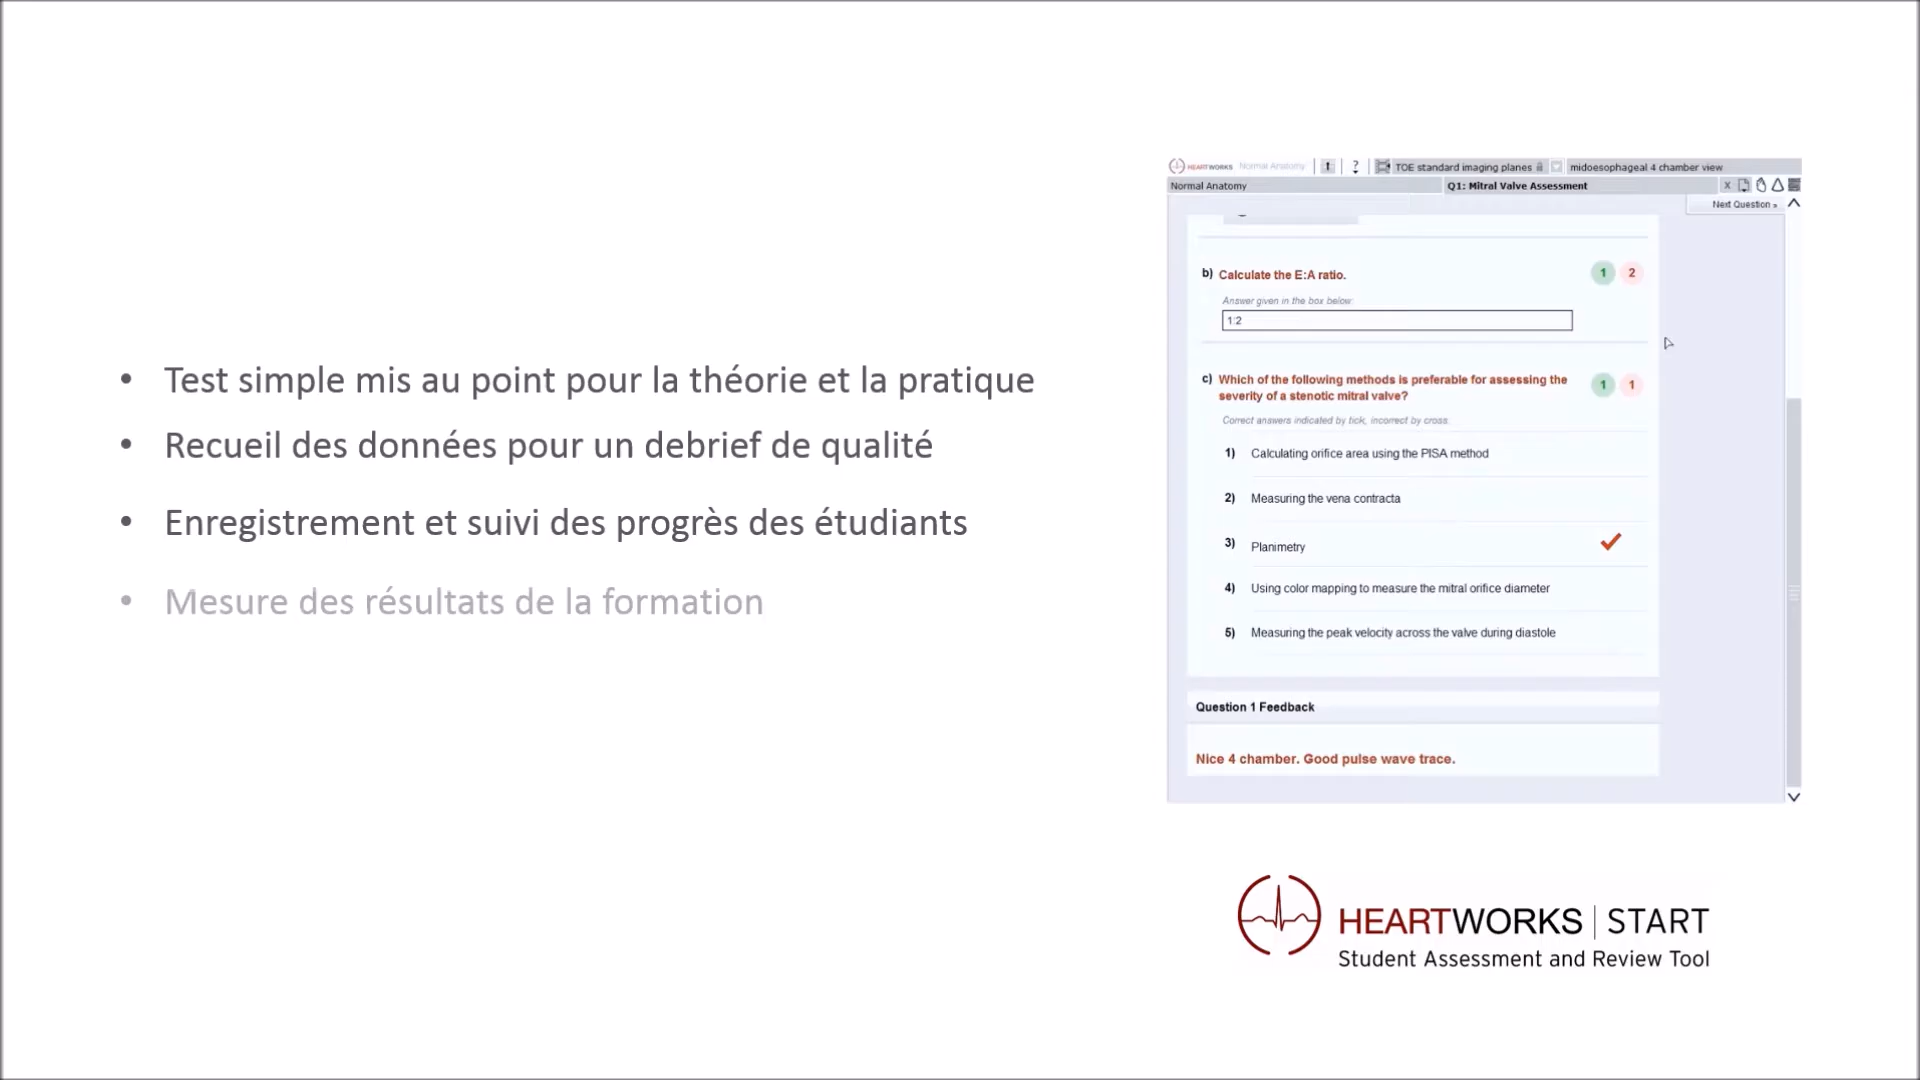 • Test simple mis au point pour la théorie et la pratique
• Recueil des données pour un debrief de qualité
• Enregistrement et suivi des progrès des étudiants
• Mesure des résultats de la formation
HEARTWORKS Normal Anatomy ? TOE standard imaging planes midoesophageal 4 chamber view
Normal Anatomy Q1: Mitral Valve Assessment X
Next Question »
b) Calculate the E:A ratio. 1 2
Answer given in the box below:
1:2
c) Which of the following methods is preferable for assessing the 1 1
severity of a stenotic mitral valve?
Correct answers indicated by tick, incorrect by cross.
1) Calculating orifice area using the PISA method
2) Measuring the vena contracta
3) Planimetry
4) Using color mapping to measure the mitral orifice diameter
5) Measuring the peak velocity across the valve during diastole
Question 1 Feedback
Nice 4 chamber. Good pulse wave trace.
HEARTWORKS | START
Student Assessment and Review Tool